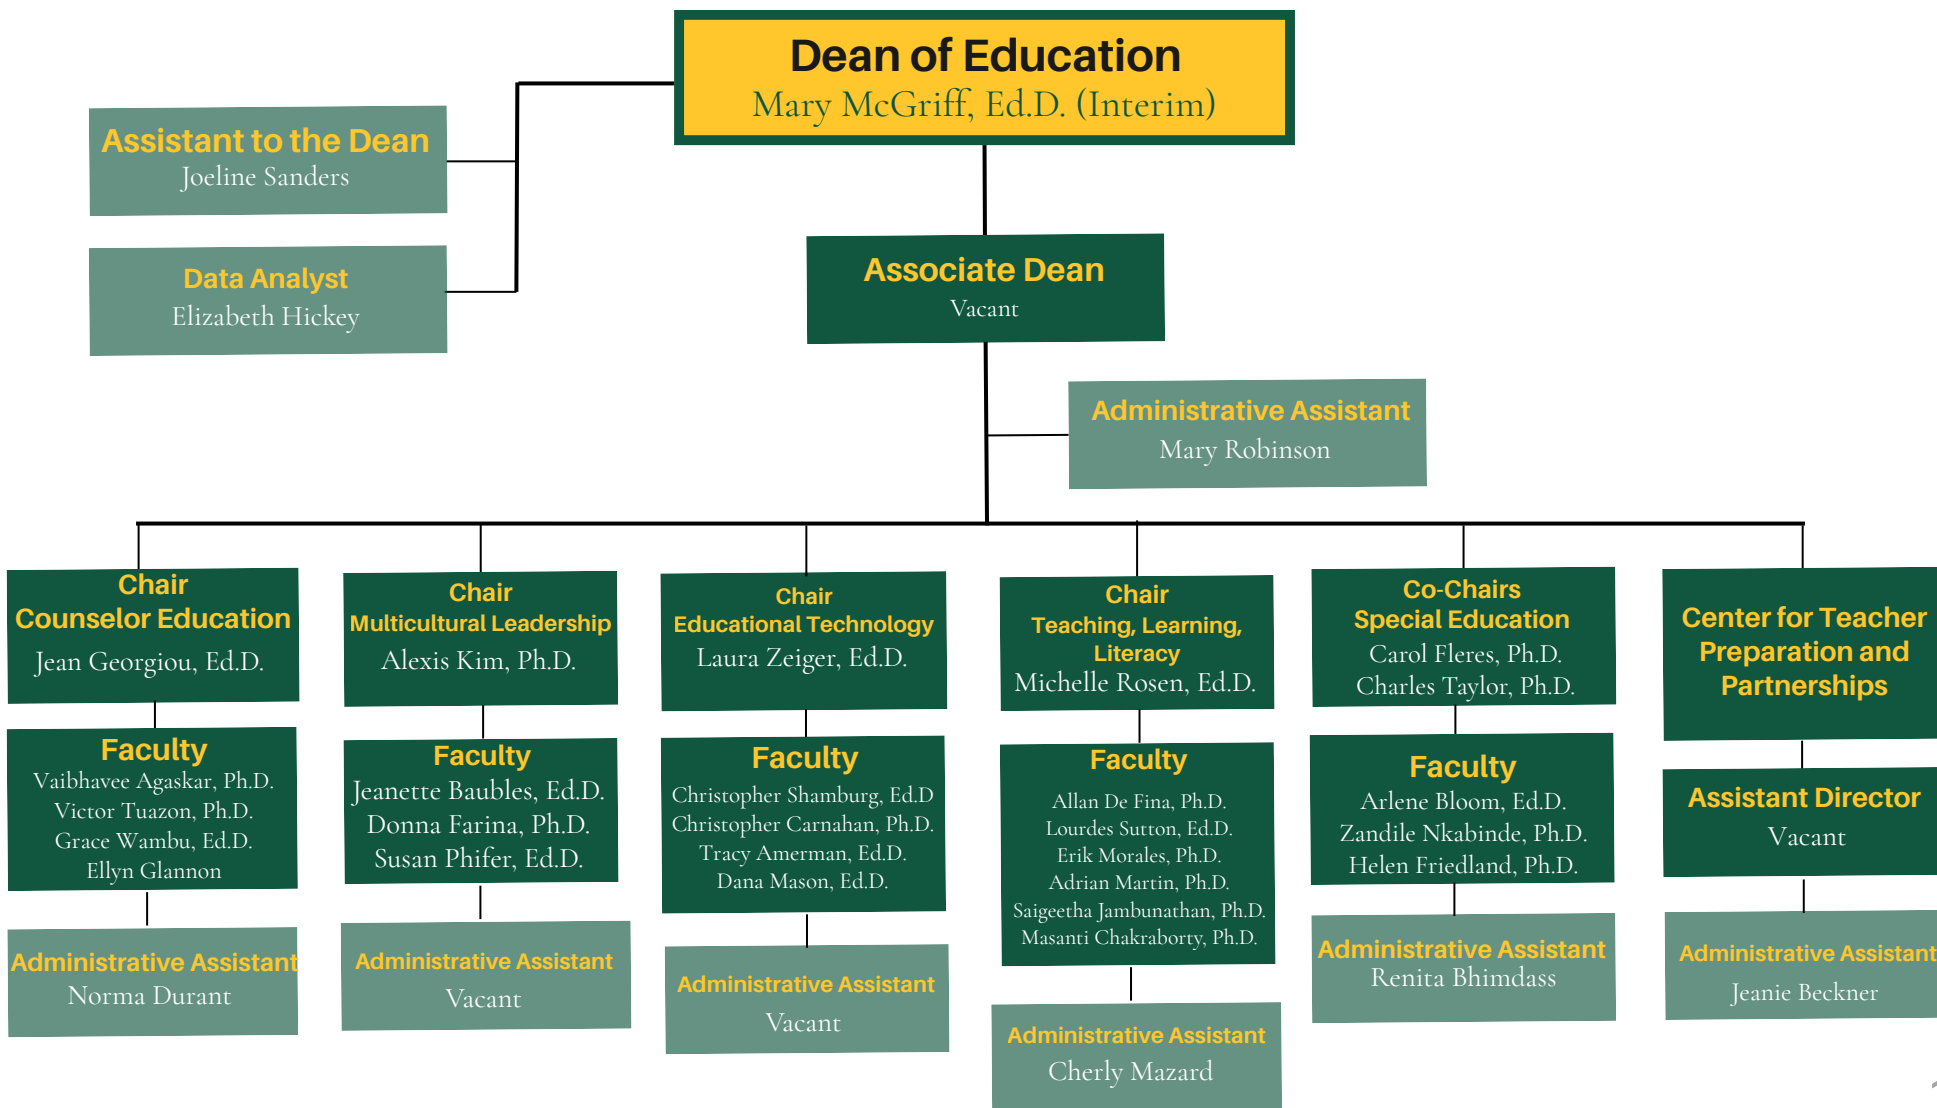 Dean of Education
Mary McGriff, Ed.D. (Interim)
Assistant to the Dean
Joeline Sanders
Data Analyst
Elizabeth Hickey
Associate Dean
Vacant
Administrative Assistant
Mary Robinson
Chair
Counselor Education
Jean Georgiou, Ed.D.
Faculty
Vaibhavee Agaskar, Ph.D.
Victor Tuazon, Ph.D.
Grace Wambu, Ed.D.
Ellyn Glannon
Administrative Assistant
Norma Durant
Chair
Multicultural Leadership
Alexis Kim, Ph.D.
Faculty
Jeanette Baubles, Ed.D.
Donna Farina, Ph.D.
Susan Phifer, Ed.D.
Administrative Assistant
Vacant
Chair
Educational Technology
Laura Zeiger, Ed.D.
Faculty
Christopher Shamburg, Ed.D
Christopher Carnahan, Ph.D.
Tracy Amerman, Ed.D.
Dana Mason, Ed.D.
Administrative Assistant
Vacant
Chair
Teaching, Learning,
Literacy
Michelle Rosen, Ed.D.
Faculty
Allan De Fina, Ph.D.
Lourdes Sutton, Ed.D.
Erik Morales, Ph.D.
Adrian Martin, Ph.D.
Saigeetha Jambunathan, Ph.D.
Masanti Chakraborty, Ph.D.
Administrative Assistant
Cherly Mazard
Co-Chairs
Special Education
Carol Fleres, Ph.D.
Charles Taylor, Ph.D.
Faculty
Arlene Bloom, Ed.D.
Zandile Nkabinde, Ph.D.
Helen Friedland, Ph.D.
Administrative Assistant
Renita Bhimdass
Center for Teacher
Preparation and
Partnerships
Assistant Director
Vacant
Administrative Assistant
Jeanie Beckner